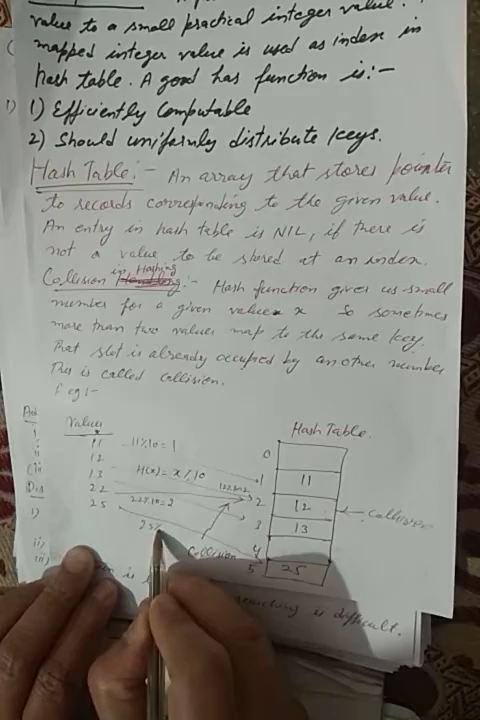 value to a small practical integer value.
mapped integer value is used as index in
hash table. A good has function is:-
1) 1) Efficiently Computable
2) Should uniformly distribute keys.
Hash Table:- An array that stores pointer
to records corresponding to the given value.
An entry in hash table is NIL, if there is
not a value to be stored at an index.
Collision in Hashing:- Hash function gives us small
number for a given value x So sometimes
more than two values map to the same key.
That slot is already occupied by another number
This is called collision.
eg:-
Values
Hash Table.
11
12
13
22
25
11%10=1
H(x)=x%10
22%10=2
25%
Collision
0
1 11
2 12
3 13
4
5 25
Collision
searching is difficult.